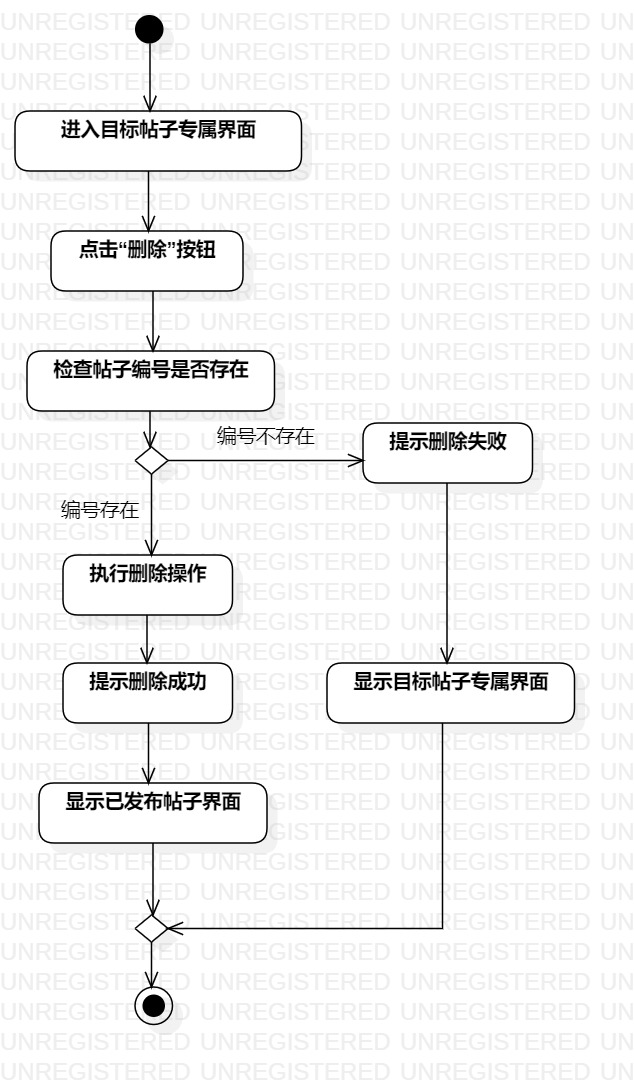 进入目标帖子专属界面
点击“删除”按钮
检查帖子编号是否存在
编号不存在
提示删除失败
编号存在
执行删除操作
提示删除成功
显示目标帖子专属界面
显示已发布帖子界面
UNREGISTERED